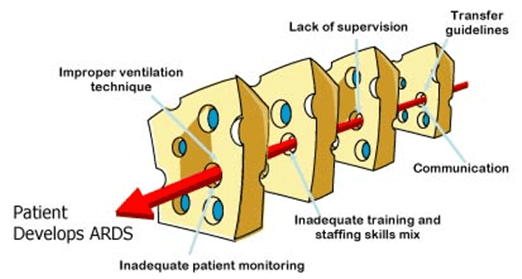 Transfer
guidelines
Lack of supervision
Improper ventilation
technique
Communication
Patient
Develops ARDS
Inadequate training and
staffing skills mix
Inadequate patient monitoring